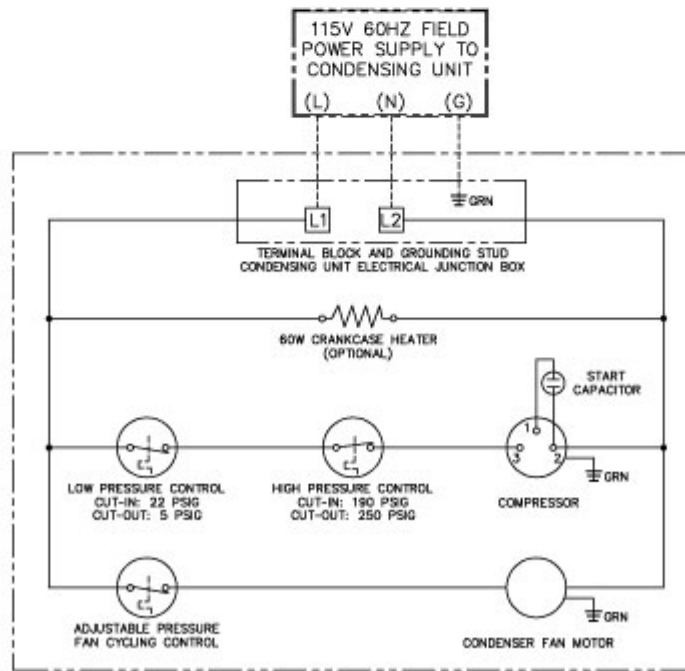 115V 60HZ FIELD
POWER SUPPLY TO
CONDENSING UNIT
(L) (N) (G)
GRN
L1 L2
TERMINAL BLOCK AND GROUNDING STUD
CONDENSING UNIT ELECTRICAL JUNCTION BOX
60W CRANKCASE HEATER
(OPTIONAL)
START
CAPACITOR
1
3 2
GRN
LOW PRESSURE CONTROL
CUT-IN: 22 PSIG
CUT-OUT: 5 PSIG
HIGH PRESSURE CONTROL
CUT-IN: 190 PSIG
CUT-OUT: 250 PSIG
COMPRESSOR
GRN
ADJUSTABLE PRESSURE
FAN CYCLING CONTROL
CONDENSER FAN MOTOR